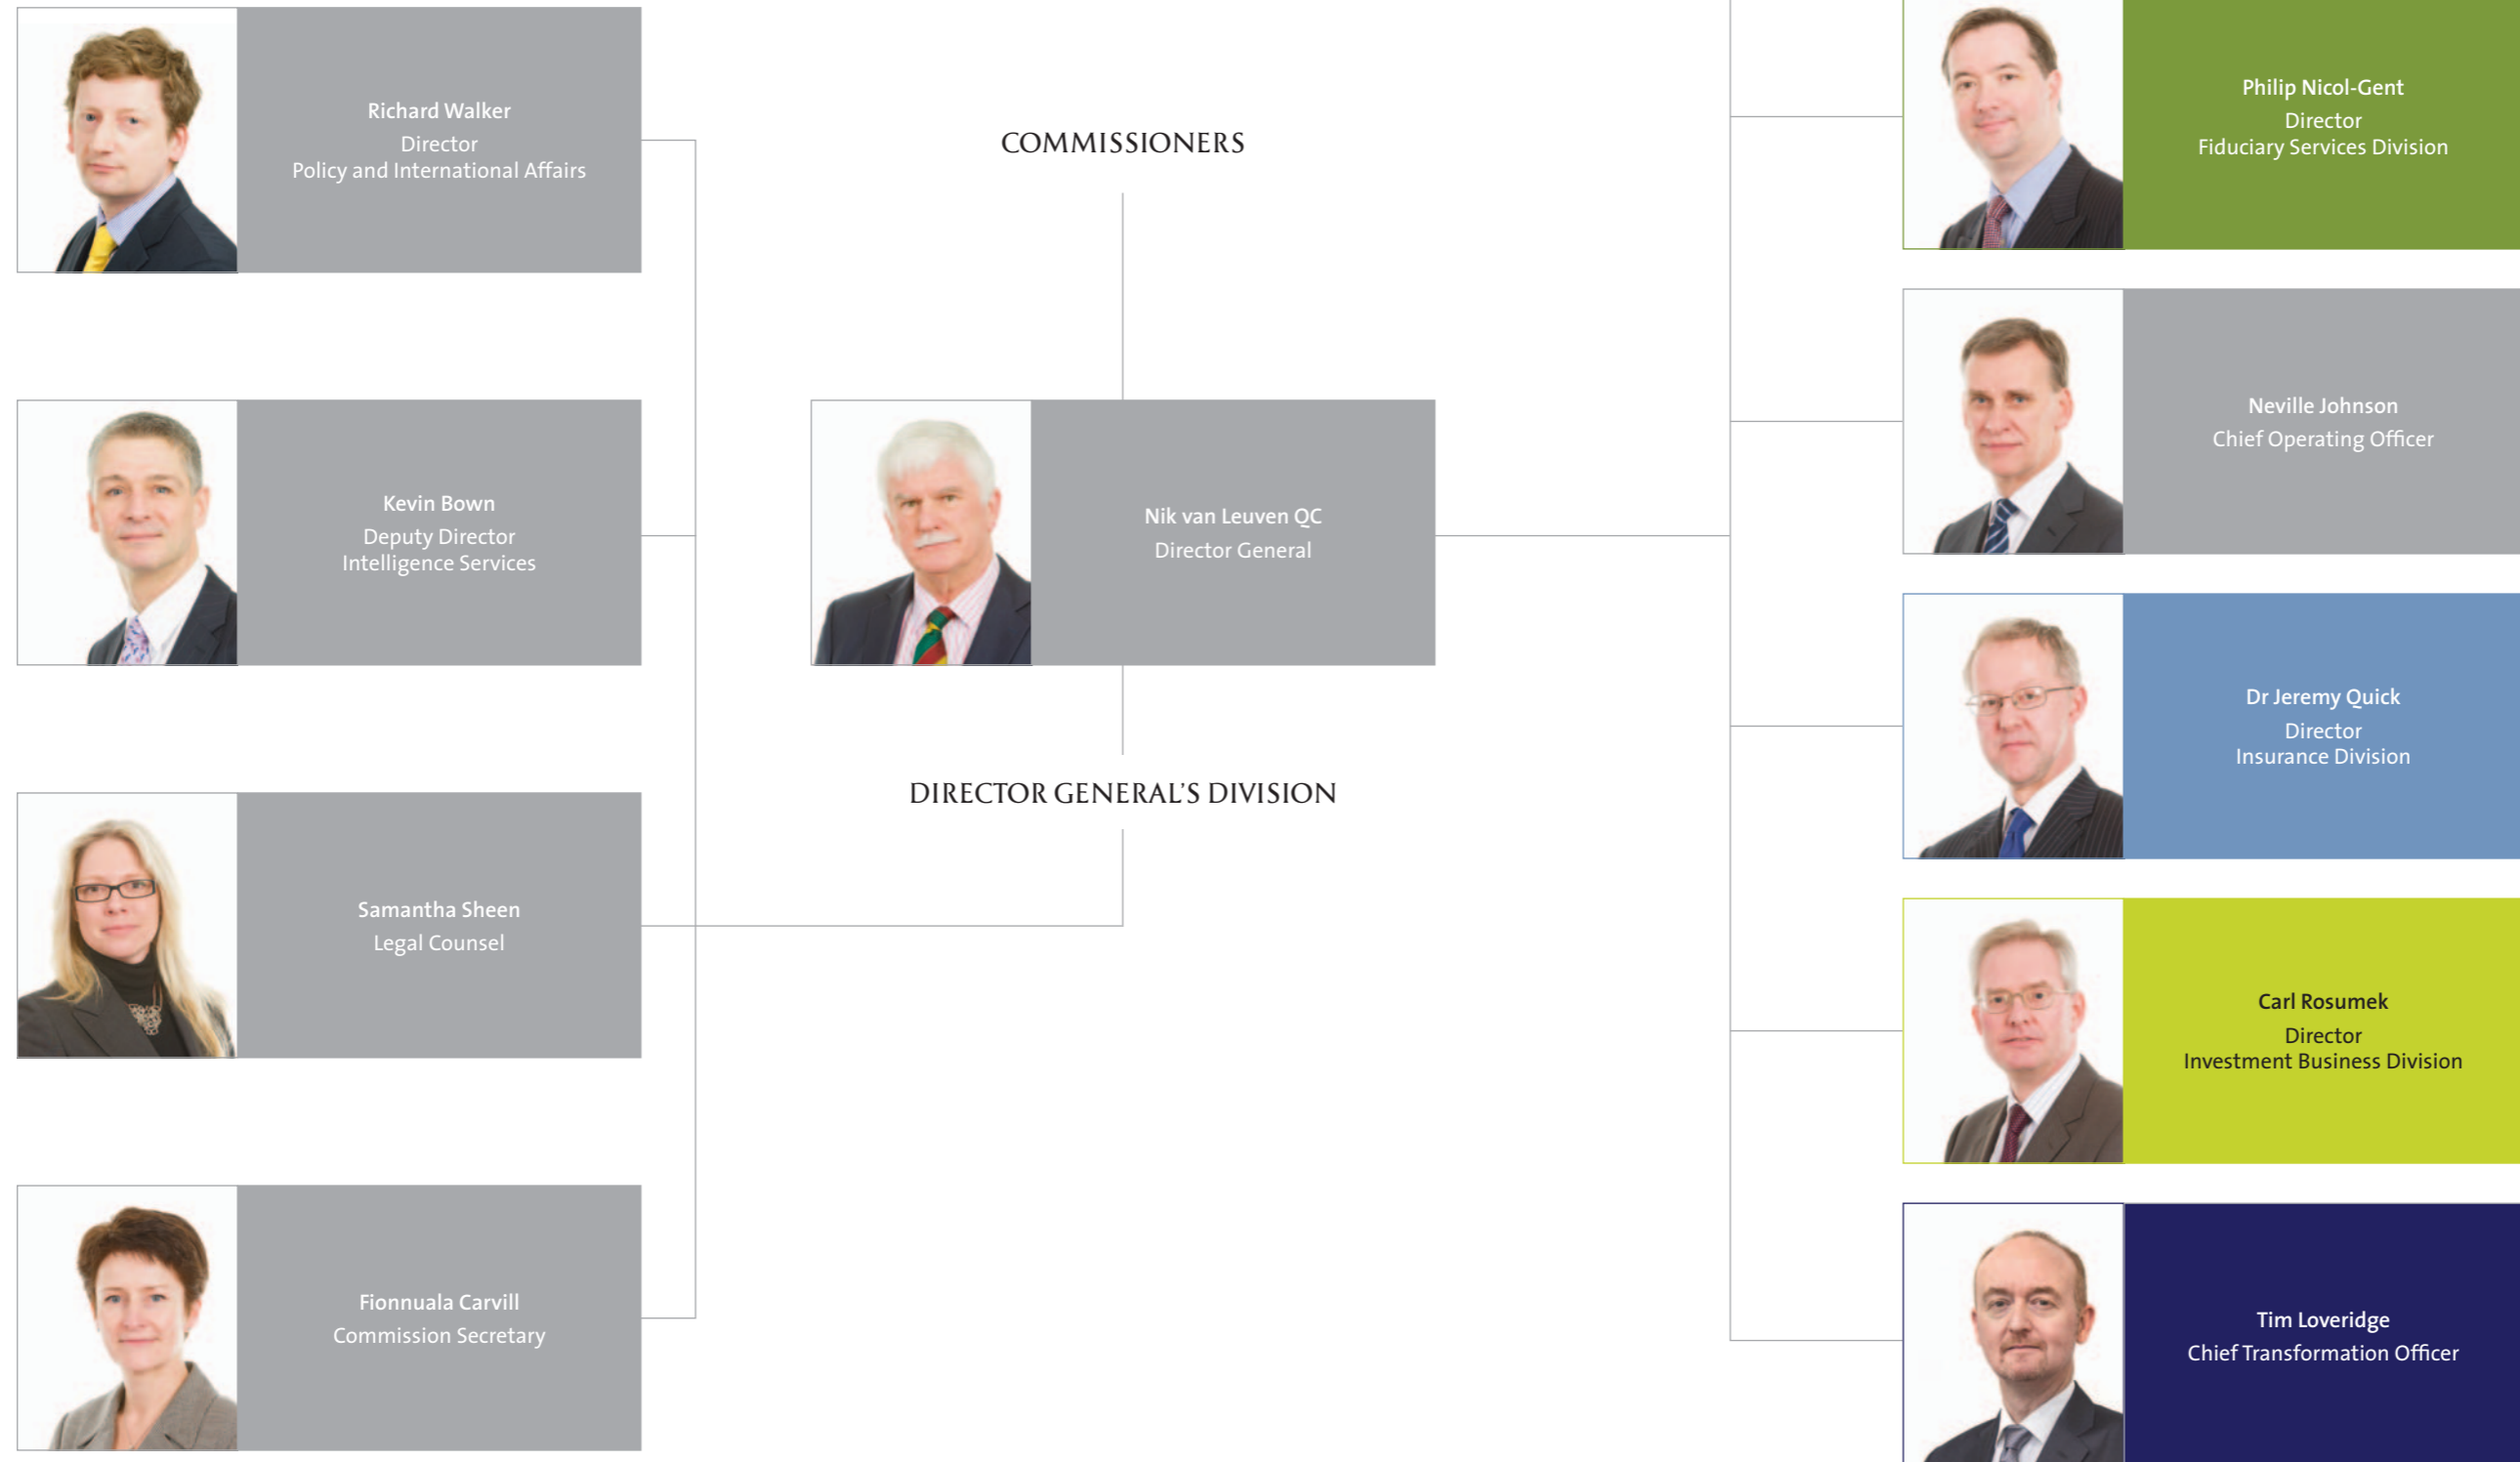 Richard Walker
Director
Policy and International Affairs
Kevin Bown
Deputy Director
Intelligence Services
Samantha Sheen
Legal Counsel
Fionnuala Carvill
Commission Secretary
COMMISSIONERS
Nik van Leuven QC
Director General
DIRECTOR GENERAL’S DIVISION
Philip Nicol-Gent
Director
Fiduciary Services Division
Neville Johnson
Chief Operating Officer
Dr Jeremy Quick
Director
Insurance Division
Carl Rosumek
Director
Investment Business Division
Tim Loveridge
Chief Transformation Officer